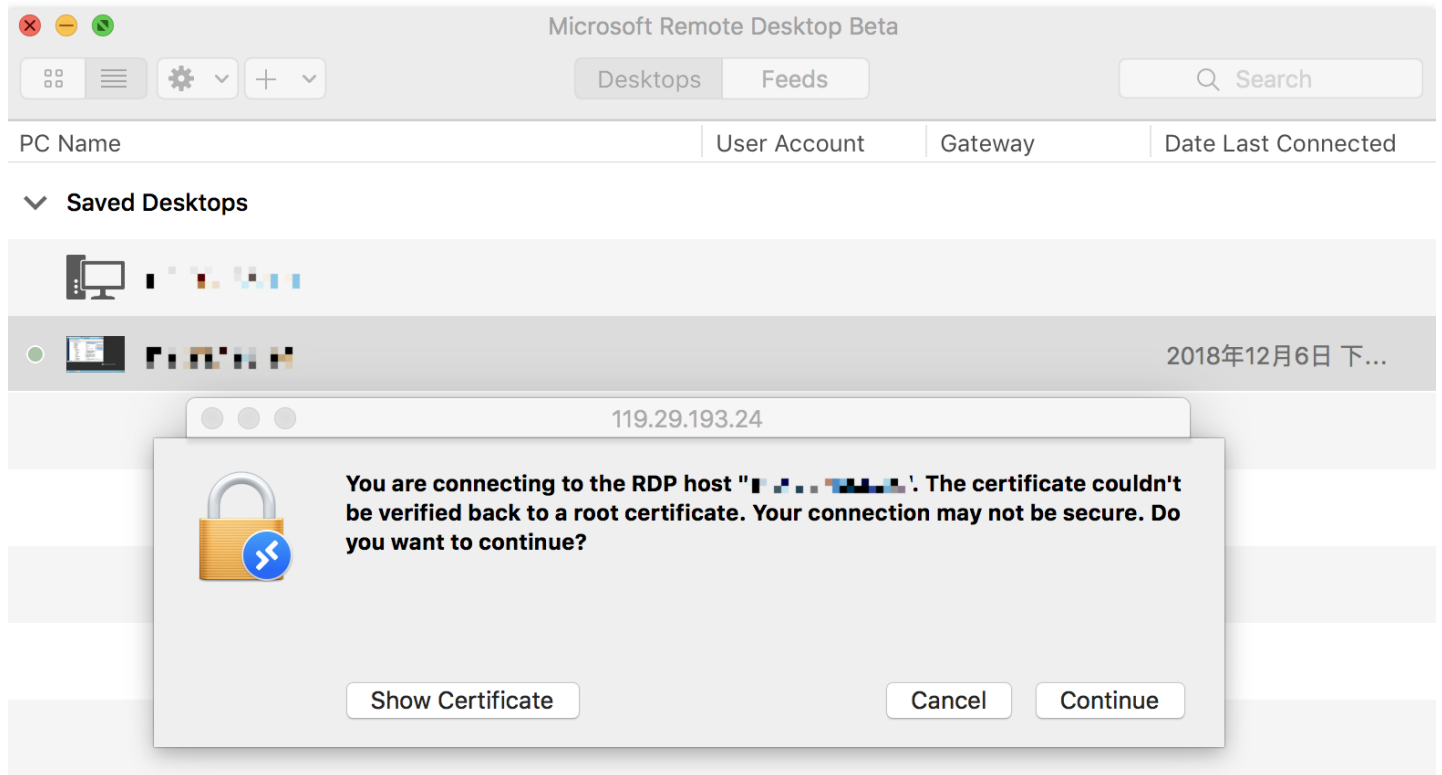 Microsoft Remote Desktop Beta
Desktops Feeds Search
PC Name User Account Gateway Date Last Connected
Saved Desktops
2018年12月6日 下...
119.29.193.24
You are connecting to the RDP host "
'. The certificate couldn't
be verified back to a root certificate. Your connection may not be secure. Do
you want to continue?
Show Certificate Cancel Continue